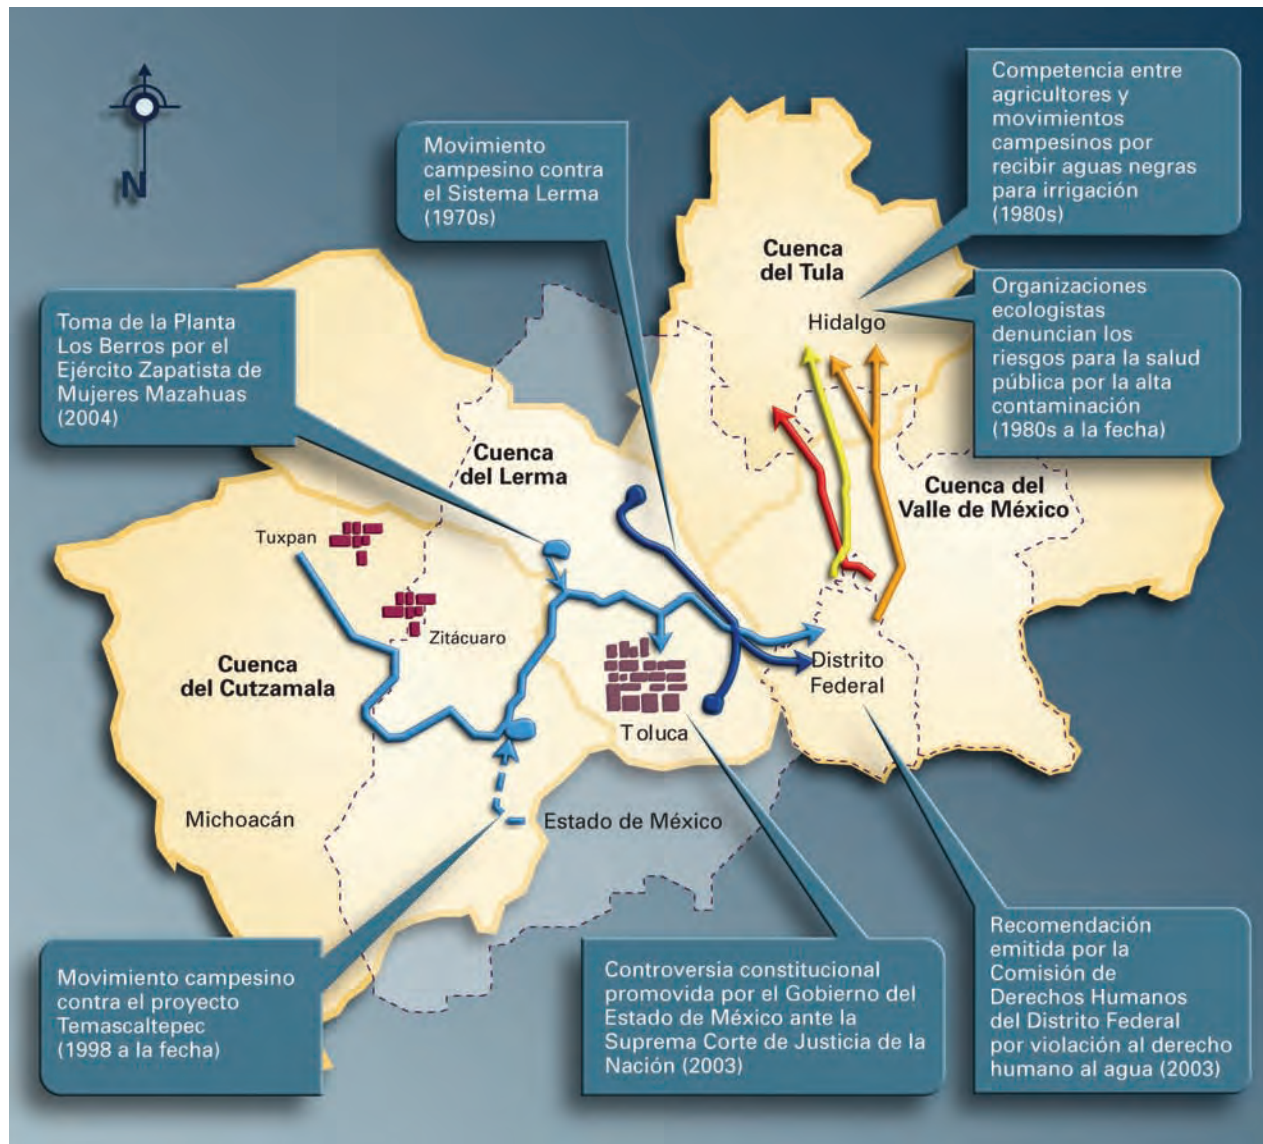 Competencia entre
agricultores y
movimientos
campesinos por
recibir aguas negras
para irrigación
(1980s)
Movimiento
campesino contra
el Sistema Lerma
(1970s)
N
Cuenca
del Tula
Hidalgo
Organizaciones
ecologistas
denuncian los
riesgos para la salud
pública por la alta
contaminación
(1980s a la fecha)
Toma de la Planta
Los Berros por el
Ejército Zapatista de
Mujeres Mazahuas
(2004)
Cuenca
del Lerma
Cuenca del
Valle de México
Tuxpan
Zitácuaro
Cuenca
del Cutzamala
Distrito
Federal
Toluca
Michoacán
Estado de México
Movimiento campesino
contra el proyecto
Temascaltepec
(1998 a la fecha)
Controversia constitucional
promovida por el Gobierno del
Estado de México ante la
Suprema Corte de Justicia de la
Nación (2003)
Recomendación
emitida por la
Comisión de
Derechos Humanos
del Distrito Federal
por violación al derecho
humano al agua (2003)